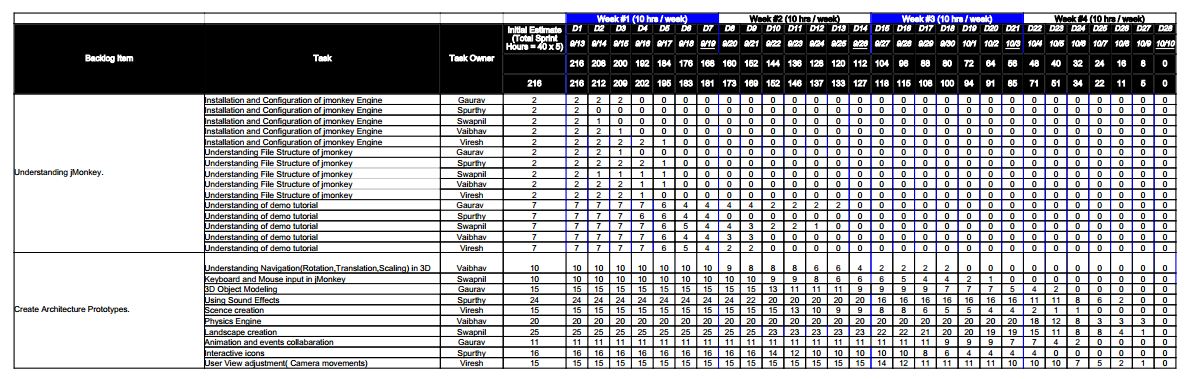 Week #1 (10 hrs / week) Week #2 (10 hrs / week) Week #3 (10 hrs / week) Week #4 (10 hrs / week)
Backlog Item Task Task Owner Initial Estimate (Total Sprint Hours = 40 x 5) D1 D2 D3 D4 D5 D6 D7 D8 D9 D10 D11 D12 D13 D14 D15 D16 D17 D18 D19 D20 D21 D22 D23 D24 D25 D26 D27 D28
9/13 9/14 9/15 9/16 9/17 9/18 9/19 9/20 9/21 9/22 9/23 9/24 9/25 9/26 9/27 9/28 9/29 9/30 10/1 10/2 10/3 10/4 10/5 10/6 10/7 10/8 10/9 10/10
216 208 200 192 184 176 168 160 152 144 136 128 120 112 104 96 88 80 72 64 56 48 40 32 24 16 8 0
216 216 212 209 202 195 183 181 173 169 152 146 137 133 127 118 115 108 100 94 91 85 71 51 34 22 11 5 0
Understanding jMonkey.
Installation and Configuration of jmonkey Engine Gaurav 2 2 2 2 0 0 0 0 0 0 0 0 0 0 0 0 0 0 0 0 0 0 0 0 0 0 0 0 0
Installation and Configuration of jmonkey Engine Spurthy 2 2 0 0 0 0 0 0 0 0 0 0 0 0 0 0 0 0 0 0 0 0 0 0 0 0 0 0 0
Installation and Configuration of jmonkey Engine Swapnil 2 2 1 0 0 0 0 0 0 0 0 0 0 0 0 0 0 0 0 0 0 0 0 0 0 0 0 0 0
Installation and Configuration of jmonkey Engine Vaibhav 2 2 2 1 0 0 0 0 0 0 0 0 0 0 0 0 0 0 0 0 0 0 0 0 0 0 0 0 0
Installation and Configuration of jmonkey Engine Viresh 2 2 2 2 2 1 0 0 0 0 0 0 0 0 0 0 0 0 0 0 0 0 0 0 0 0 0 0 0
Understanding File Structure of jmonkey Gaurav 2 2 2 1 0 0 0 0 0 0 0 0 0 0 0 0 0 0 0 0 0 0 0 0 0 0 0 0 0
Understanding File Structure of jmonkey Spurthy 2 2 2 2 2 1 0 0 0 0 0 0 0 0 0 0 0 0 0 0 0 0 0 0 0 0 0 0 0
Understanding File Structure of jmonkey Swapnil 2 2 1 1 1 1 0 0 0 0 0 0 0 0 0 0 0 0 0 0 0 0 0 0 0 0 0 0 0
Understanding File Structure of jmonkey Vaibhav 2 2 2 2 1 1 0 0 0 0 0 0 0 0 0 0 0 0 0 0 0 0 0 0 0 0 0 0 0
Understanding File Structure of jmonkey Viresh 2 2 2 2 1 0 0 0 0 0 0 0 0 0 0 0 0 0 0 0 0 0 0 0 0 0 0 0 0
Understanding of demo tutorial Gaurav 7 7 7 7 7 6 4 4 4 4 2 2 2 2 0 0 0 0 0 0 0 0 0 0 0 0 0 0 0
Understanding of demo tutorial Spurthy 7 7 7 7 6 6 4 4 0 0 0 0 0 0 0 0 0 0 0 0 0 0 0 0 0 0 0 0 0
Understanding of demo tutorial Swapnil 7 7 7 7 7 6 5 4 4 3 2 2 1 0 0 0 0 0 0 0 0 0 0 0 0 0 0 0 0
Understanding of demo tutorial Vaibhav 7 7 7 7 7 6 4 4 3 3 0 0 0 0 0 0 0 0 0 0 0 0 0 0 0 0 0 0 0
Understanding of demo tutorial Viresh 7 7 7 7 7 6 5 4 2 2 0 0 0 0 0 0 0 0 0 0 0 0 0 0 0 0 0 0 0
Create Architecture Prototypes.
Understanding Navigation(Rotation,Translation,Scaling) in 3D Vaibhav 10 10 10 10 10 10 10 10 9 8 8 8 6 6 4 2 2 2 2 0 0 0 0 0 0 0 0 0 0
Keyboard and Mouse input in jMonkey Swapnil 10 10 10 10 10 10 10 10 10 10 9 9 8 6 6 6 5 4 4 2 1 0 0 0 0 0 0 0 0
3D Object Modeling Gaurav 15 15 15 15 15 15 15 15 15 15 13 11 11 11 9 9 9 9 7 7 7 5 4 2 0 0 0 0 0
Using Sound Effects Spurthy 24 24 24 24 24 24 24 24 24 22 20 20 20 20 20 16 16 16 16 16 16 16 11 11 8 6 2 0 0
Scence creation Viresh 15 15 15 15 15 15 15 15 15 15 15 13 10 9 9 8 8 6 5 5 4 4 2 1 1 0 0 0 0
Physics Engine Vaibhav 20 20 20 20 20 20 20 20 20 20 20 20 20 20 20 20 20 20 20 20 20 20 18 12 8 3 3 3 0
Landscape creation Swapnil 25 25 25 25 25 25 25 25 25 25 23 23 23 23 23 22 22 21 20 20 19 19 15 11 8 8 4 1 0
Animation and events collabaration Gaurav 11 11 11 11 11 11 11 11 11 11 11 11 11 11 11 11 11 11 9 9 9 7 7 4 2 0 0 0 0
Interactive icons Spurthy 16 16 16 16 16 16 16 16 16 16 14 12 10 10 10 10 10 8 6 4 4 4 4 0 0 0 0 0 0
User View adjustment( Camera movements) Viresh 15 15 15 15 15 15 15 15 15 15 15 15 15 15 15 14 12 11 11 11 11 10 10 10 7 5 2 1 0